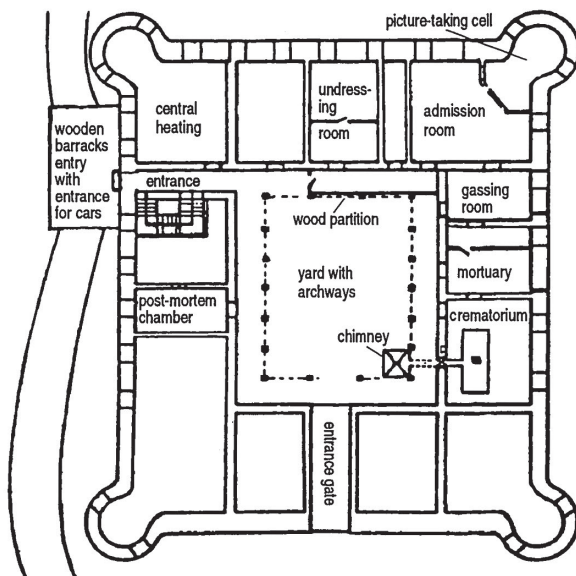 picture-taking cell
undress-
ing
room
central
heating
admission
room
wooden
barracks
entry
with
entrance
for cars
entrance
gassing
room
wood partition
yard with
archways
mortuary
post-mortem
chamber
crematorium
chimney
entrance gate